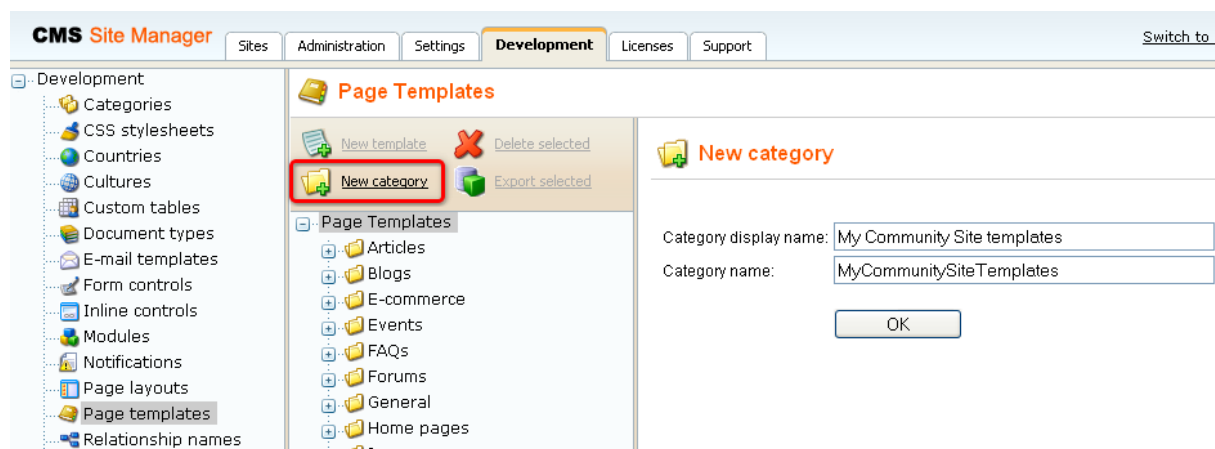 CMS Site Manager
Sites
Administration
Settings
Development
Licenses
Support
Switch to
Development
Categories
CSS stylesheets
Countries
Cultures
Custom tables
Document types
E-mail templates
Form controls
Inline controls
Modules
Notifications
Page layouts
Page templates
Relationship names
Page Templates
New template
Delete selected
New category
Export selected
Page Templates
Articles
Blogs
E-commerce
Events
FAQs
Forums
General
Home pages
New category
Category display name: My Community Site templates
Category name: MyCommunitySiteTemplates
OK